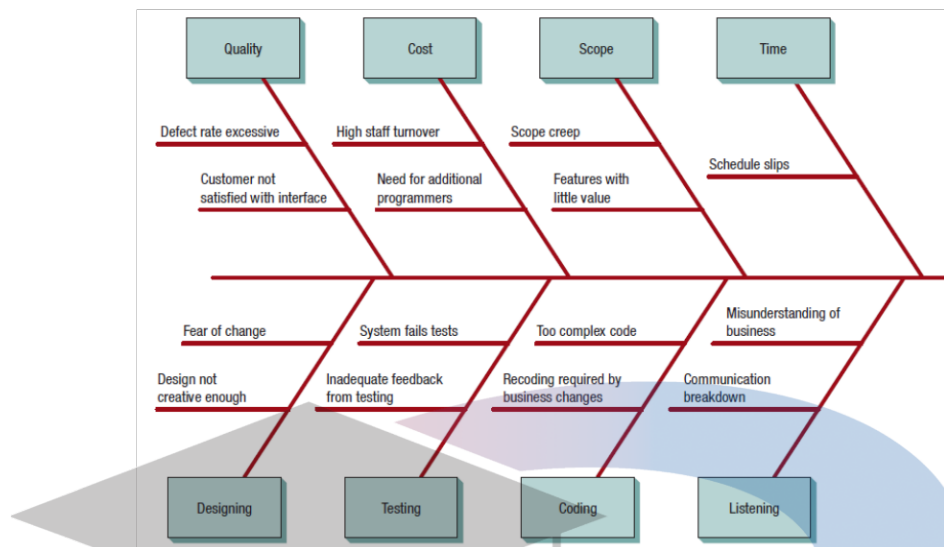 Quality
Cost
Scope
Time
Defect rate excessive
High staff turnover
Scope creep
Schedule slips
Customer not
satisfied with interface
Need for additional
programmers
Features with
little value
Fear of change
System fails tests
Too complex code
Misunderstanding of
business
Design not
creative enough
Inadequate feedback
from testing
Recoding required by
business changes
Communication
breakdown
Designing
Testing
Coding
Listening